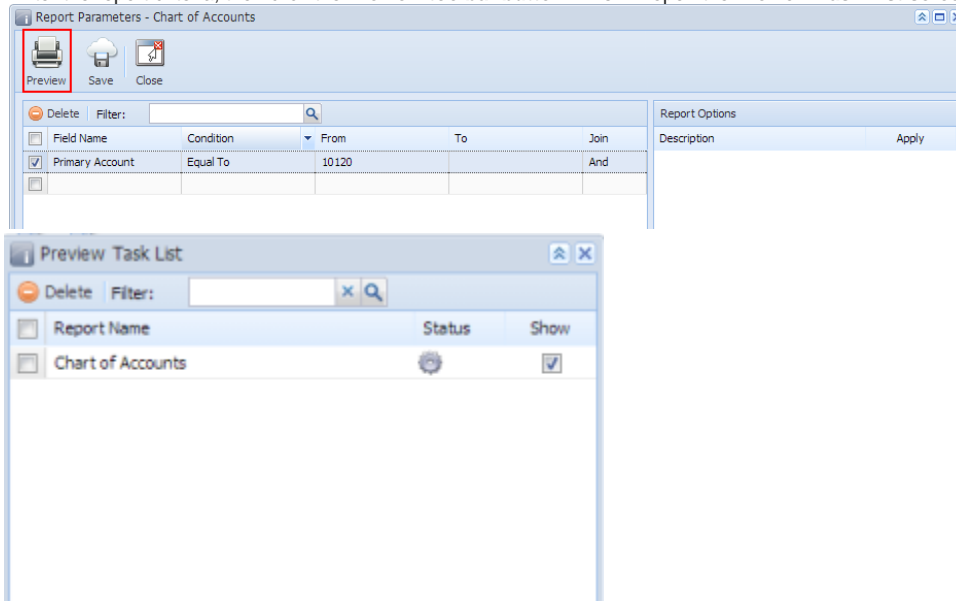 Report Parameters - Chart of Accounts
Preview Save Close
Delete Filter: Report Options
Field Name Condition From To Join Description Apply
Primary Account Equal To 10120 And
Preview Task List
Delete Filter:
Report Name Status Show
Chart of Accounts